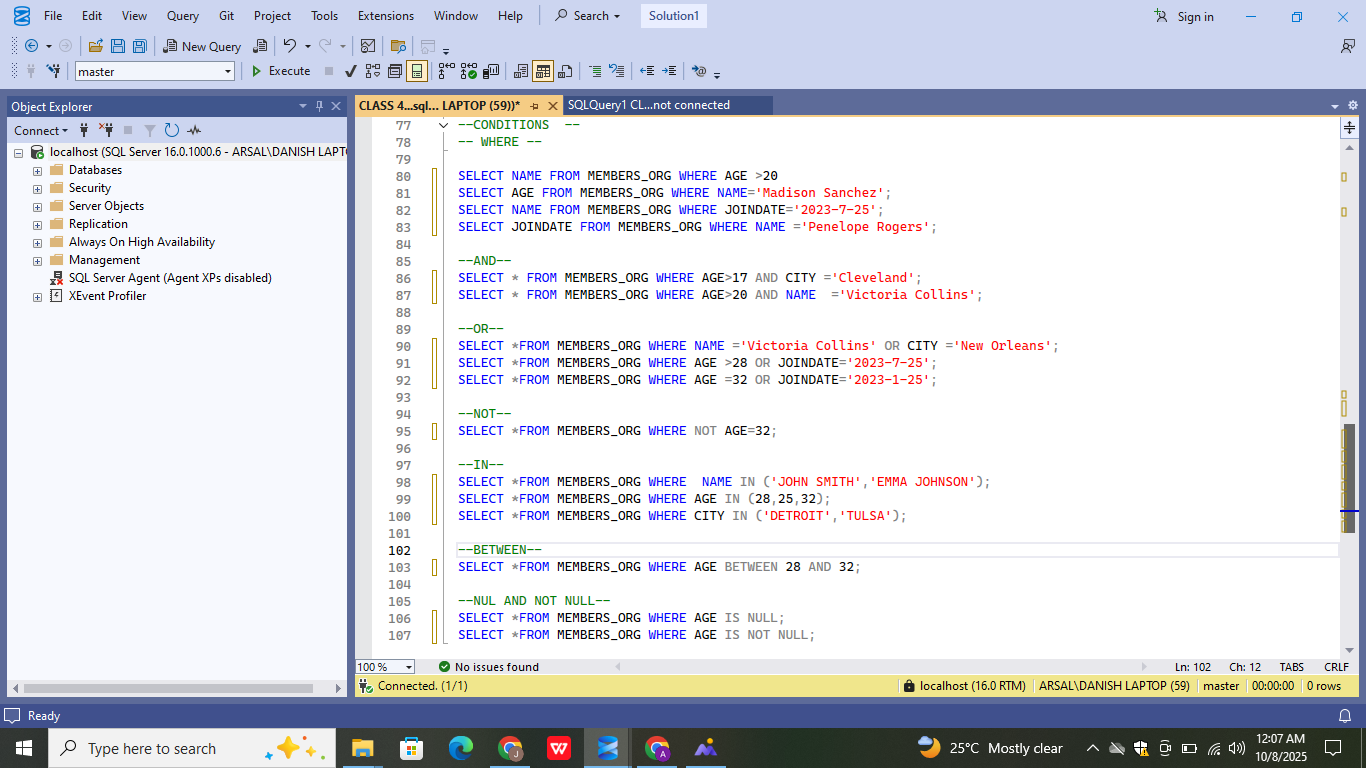 File Edit View Query Git Project Tools Extensions Window Help Search Solution1 Sign in
New Query
master Execute
Object Explorer
Connect
localhost (SQL Server 16.0.1000.6 - ARSAL\DANISH LAPT
Databases
Security
Server Objects
Replication
Always On High Availability
Management
SQL Server Agent (Agent XPs disabled)
XEvent Profiler
CLASS 4...sql... LAPTOP (59))* SQLQuery1 CL...not connected
77 --CONDITIONS  --
78 -- WHERE --
79
80 SELECT NAME FROM MEMBERS_ORG WHERE AGE >20
81 SELECT AGE FROM MEMBERS_ORG WHERE NAME='Madison Sanchez';
82 SELECT NAME FROM MEMBERS_ORG WHERE JOINDATE='2023-7-25';
83 SELECT JOINDATE FROM MEMBERS_ORG WHERE NAME ='Penelope Rogers';
84
85 --AND--
86 SELECT * FROM MEMBERS_ORG WHERE AGE>17 AND CITY ='Cleveland';
87 SELECT * FROM MEMBERS_ORG WHERE AGE>20 AND NAME  ='Victoria Collins';
88
89 --OR--
90 SELECT *FROM MEMBERS_ORG WHERE NAME ='Victoria Collins' OR CITY ='New Orleans';
91 SELECT *FROM MEMBERS_ORG WHERE AGE >28 OR JOINDATE='2023-7-25';
92 SELECT *FROM MEMBERS_ORG WHERE AGE =32 OR JOINDATE='2023-1-25';
93
94 --NOT--
95 SELECT *FROM MEMBERS_ORG WHERE NOT AGE=32;
96
97 --IN--
98 SELECT *FROM MEMBERS_ORG WHERE  NAME IN ('JOHN SMITH','EMMA JOHNSON');
99 SELECT *FROM MEMBERS_ORG WHERE AGE IN (28,25,32);
100 SELECT *FROM MEMBERS_ORG WHERE CITY IN ('DETROIT','TULSA');
101
102 --BETWEEN--
103 SELECT *FROM MEMBERS_ORG WHERE AGE BETWEEN 28 AND 32;
104
105 --NUL AND NOT NULL--
106 SELECT *FROM MEMBERS_ORG WHERE AGE IS NULL;
107 SELECT *FROM MEMBERS_ORG WHERE AGE IS NOT NULL;
100 % No issues found Ln: 102 Ch: 12 TABS CRLF
Connected. (1/1) localhost (16.0 RTM) ARSAL\DANISH LAPTOP (59) master 00:00:00 0 rows
Ready
Type here to search J W A 25°C Mostly clear 12:07 AM
10/8/2025